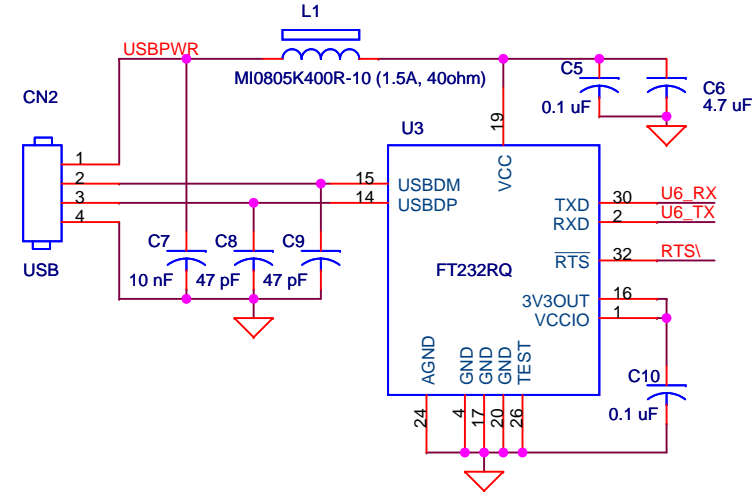 L1
USBPWR
MI0805K400R-10 (1.5A, 40ohm)
C5
0.1 uF
C6
4.7 uF
CN2
1
2
3
4
USB
U3
19
VCC
15
USBDM
14
USBDP
TXD
30
U6_RX
RXD
2
U6_TX
RTS
32
RTS\
FT232RQ
3V3OUT
16
VCCIO
1
C7
10 nF
C8
47 pF
C9
47 pF
AGND
GND
GND
GND
TEST
24
4
17
20
26
C10
0.1 uF